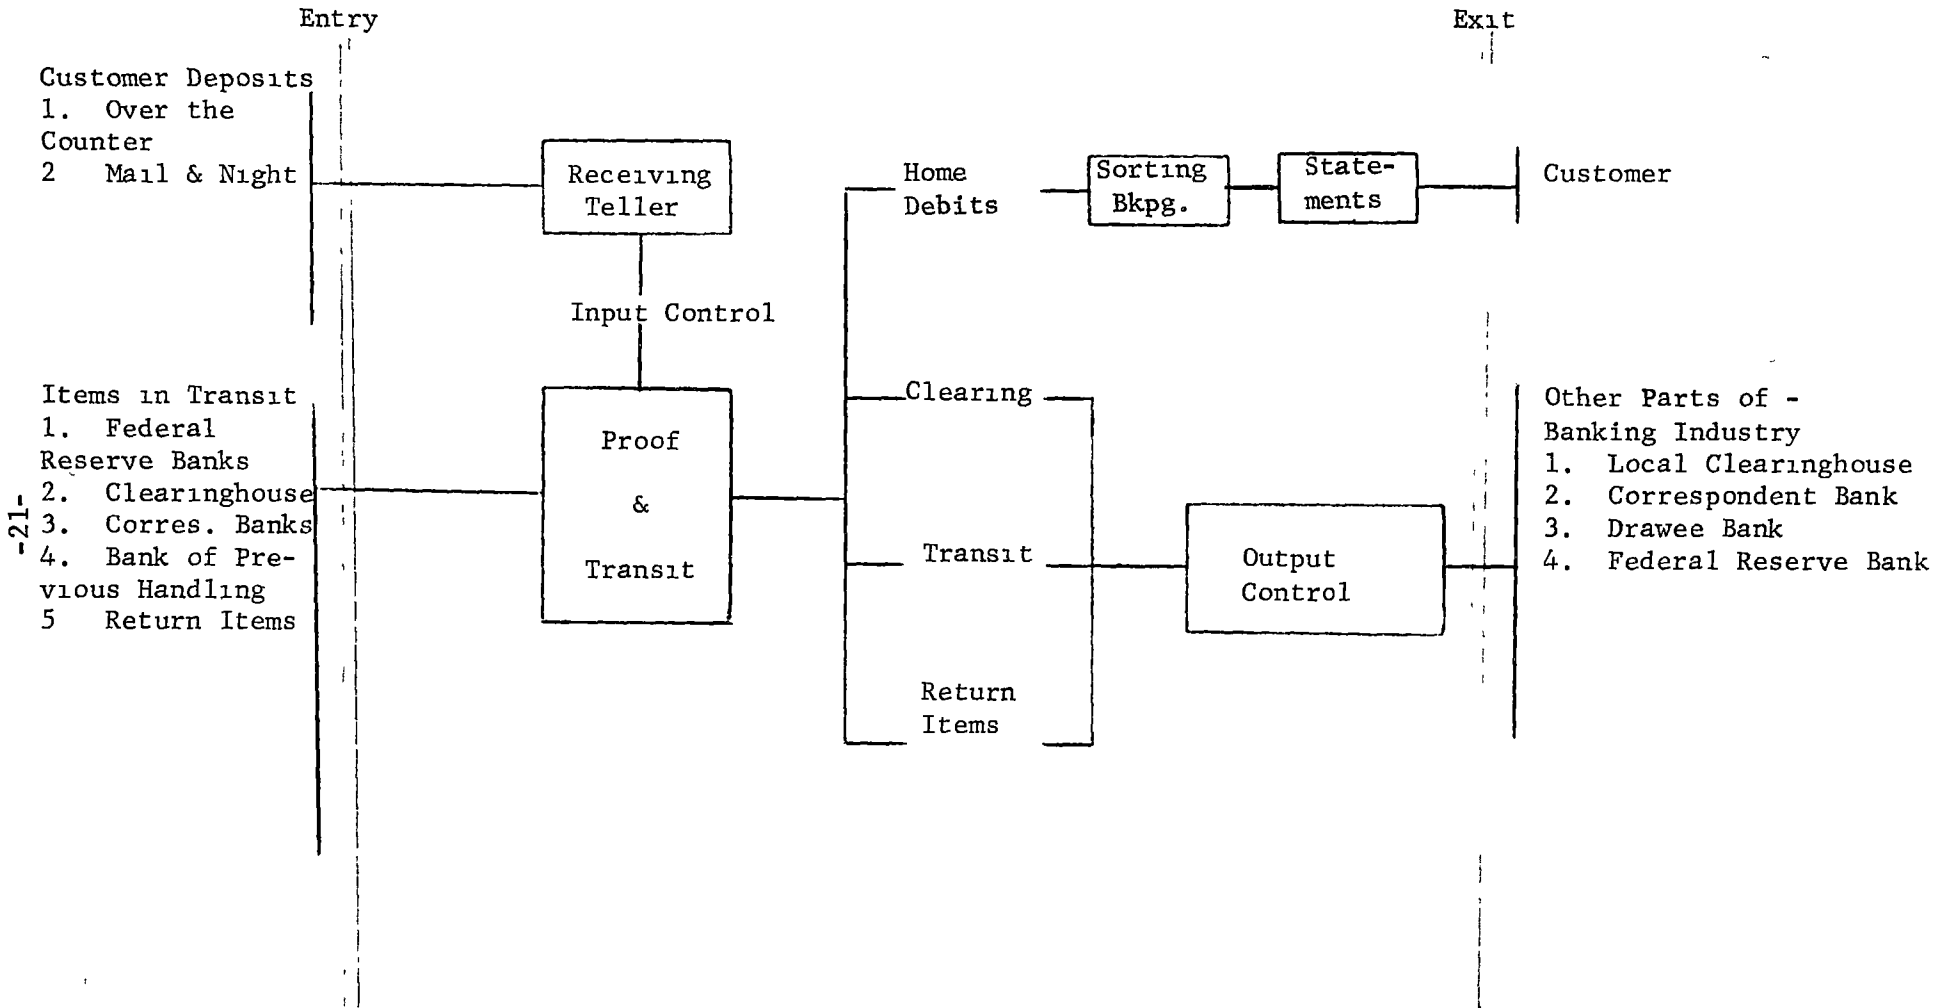 Entry
Exit
Customer Deposits
1. Over the
Counter
2 Mail & Night
Receiving
Teller
Input Control
Home
Debits
Sorting
Bkpg.
State-
ments
Customer
Items in Transit
1. Federal
Reserve Banks
2. Clearinghouse
3. Corres. Banks
4. Bank of Pre-
vious Handling
5 Return Items
Proof
&
Transit
Clearing
Transit
Return
Items
Output
Control
Other Parts of -
Banking Industry
1. Local Clearinghouse
2. Correspondent Bank
3. Drawee Bank
4. Federal Reserve Bank
-21-